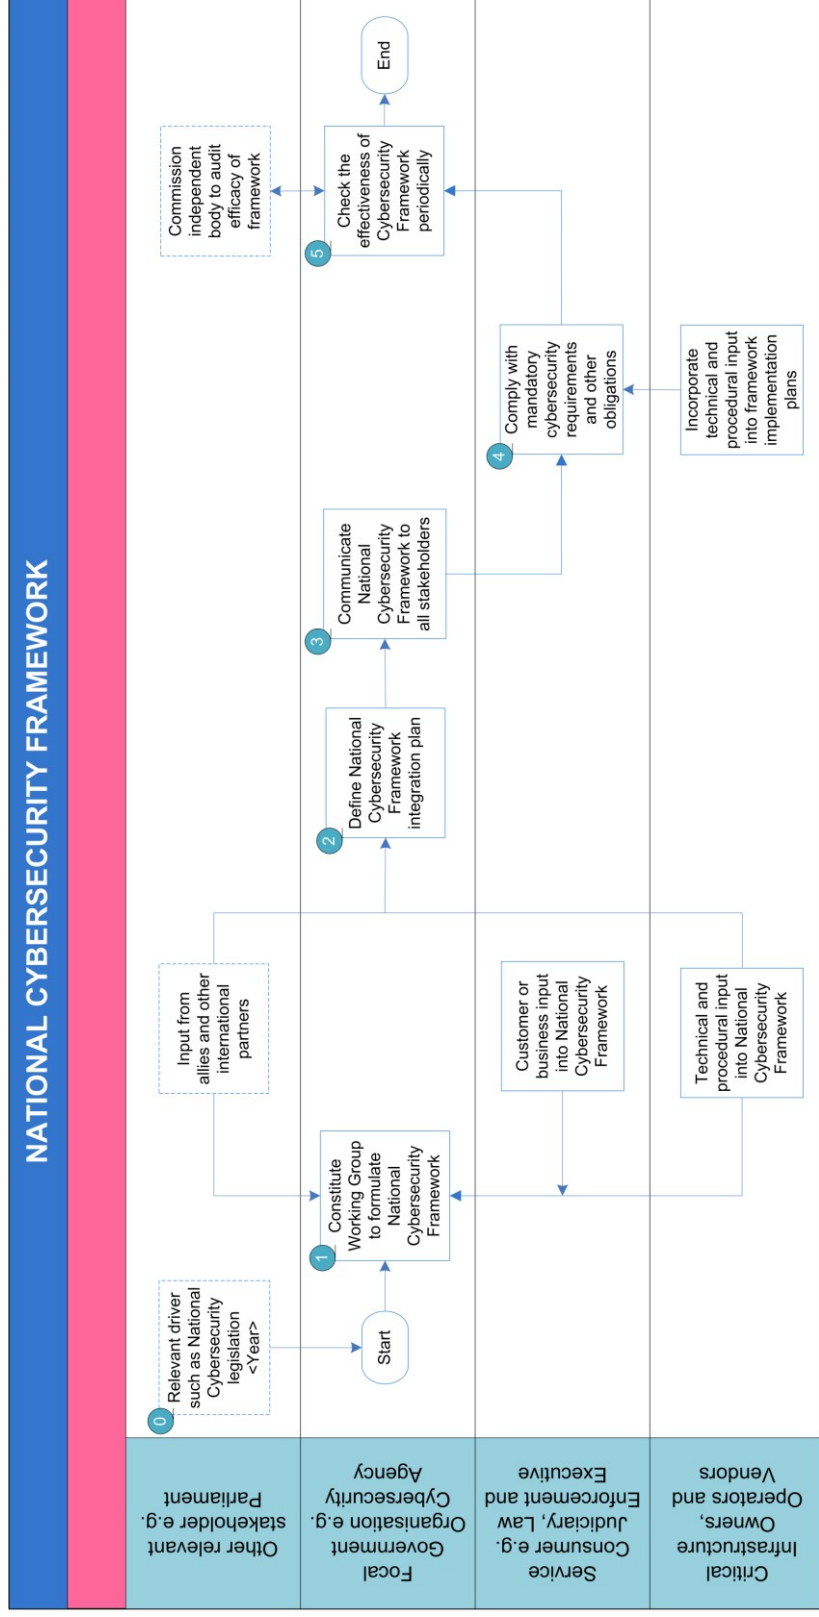 NATIONAL CYBERSECURITY FRAMEWORK
Other relevant
stakeholder e.g.
Parliament
0
Relevant driver
such as National
Cybersecurity
legislation
<Year>
Input from
allies and other
international
partners
Commission
independent
body to audit
efficacy of
framework
Focal
Government
Organisation e.g.
Cybersecurity
Agency
Start
1
Constitute
Working Group
to formulate
National
Cybersecurity
Framework
2
Define National
Cybersecurity
Framework
integration plan
3
Communicate
National
Cybersecurity
Framework to
all stakeholders
5
Check the
effectiveness of
Cybersecurity
Framework
periodically
End
Service
Consumer e.g.
Judiciary, Law
Enforcement and
Executive
Customer or
business input
into National
Cybersecurity
Framework
4
Comply with
mandatory
cybersecurity
requirements
and other
obligations
Critical
Infrastructure
Owners,
Operators and
Vendors
Technical and
procedural input
into National
Cybersecurity
Framework
Incorporate
technical and
procedural input
into framework
implementation
plans